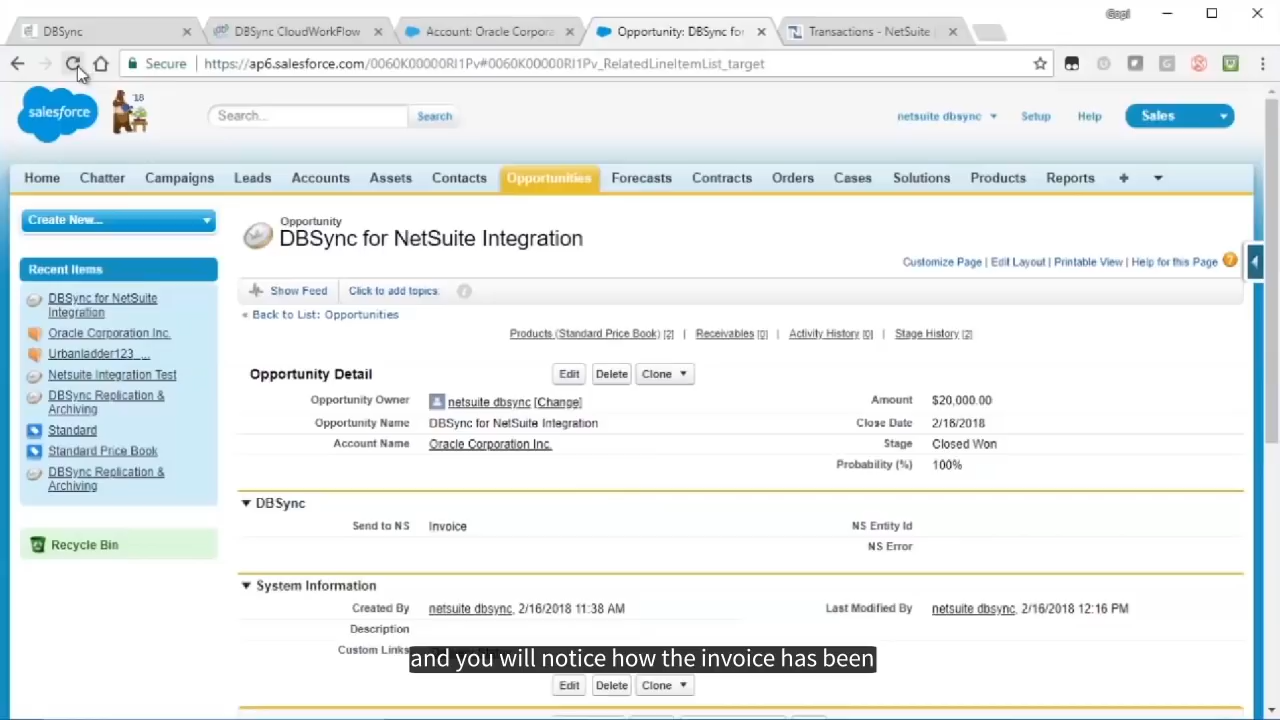 Gopi
DBSync
DBSync CloudWorkFlow
Account: Oracle Corpora
Opportunity: DBSync for
Transactions - NetSuite
Secure
https://ap6.salesforce.com/0060K00000RI1Pv#0060K00000RI1Pv_RelatedLineItemList_target
salesforce
'18
Search...
Search
netsuite dbsync
Setup
Help
Sales
Home Chatter Campaigns Leads Accounts Assets Contacts Opportunities Forecasts Contracts Orders Cases Solutions Products Reports +
Create New...
Recent Items
DBSync for NetSuite
Integration
Oracle Corporation Inc.
Urbanladder123_...
Netsuite Integration Test
DBSync Replication &
Archiving
Standard
Standard Price Book
DBSync Replication &
Archiving
Recycle Bin
Opportunity
DBSync for NetSuite Integration
Customize Page | Edit Layout | Printable View | Help for this Page ?
Show Feed
Click to add topics:
« Back to List: Opportunities
Products (Standard Price Book) [2] | Receivables [0] | Activity History [0] | Stage History [2]
Opportunity Detail
Edit Delete Clone
Opportunity Owner netsuite dbsync [Change] Amount $20,000.00
Opportunity Name DBSync for NetSuite Integration Close Date 2/16/2018
Account Name Oracle Corporation Inc. Stage Closed Won
Probability (%) 100%
DBSync
Send to NS Invoice NS Entity Id
NS Error
System Information
Created By netsuite dbsync, 2/16/2018 11:38 AM Last Modified By netsuite dbsync, 2/16/2018 12:16 PM
Description
Custom Links
and you will notice how the invoice has been
Edit Delete Clone